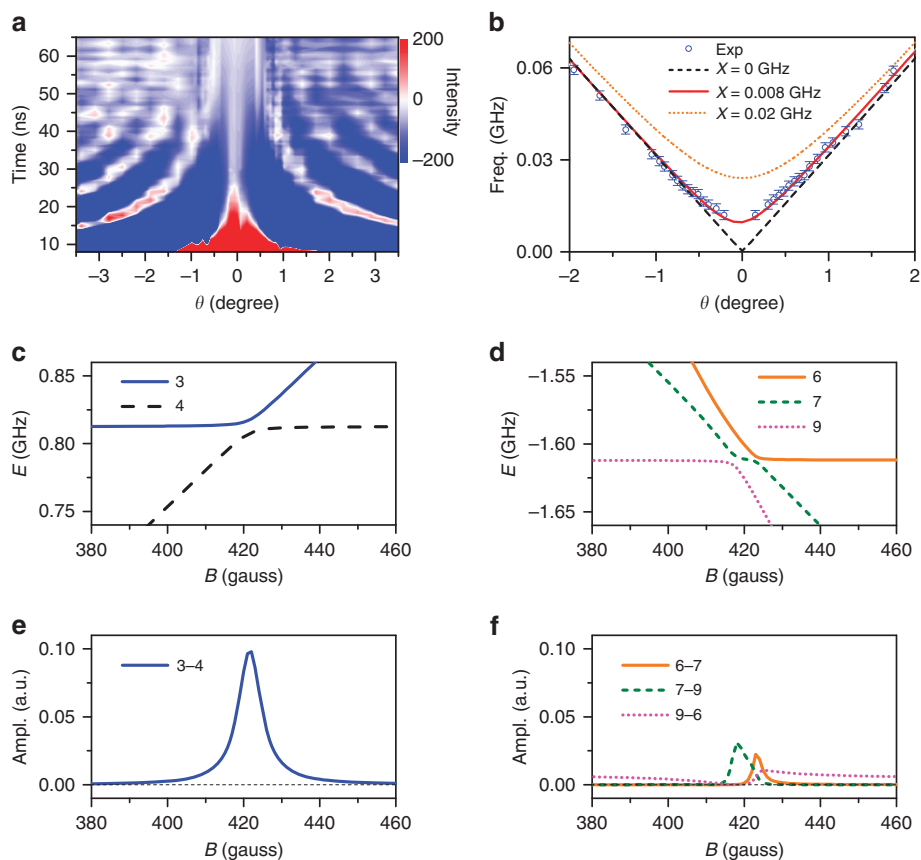 a
60
50
40
30
20
10
Time (ns)
−3 −2 −1 0 1 2 3
θ (degree)
200
0
−200
Intensity
b
Exp
X = 0 GHz
X = 0.008 GHz
X = 0.02 GHz
0.06
0.03
0.00
Freq. (GHz)
−2 −1 0 1 2
θ (degree)
c
3
4
0.85
0.80
0.75
E (GHz)
380 400 420 440 460
B (gauss)
d
6
7
9
−1.55
−1.60
−1.65
E (GHz)
380 400 420 440 460
B (gauss)
e
3–4
0.10
0.05
0.00
Ampl. (a.u.)
380 400 420 440 460
B (gauss)
f
6–7
7–9
9–6
0.10
0.05
0.00
Ampl. (a.u.)
380 400 420 440 460
B (gauss)